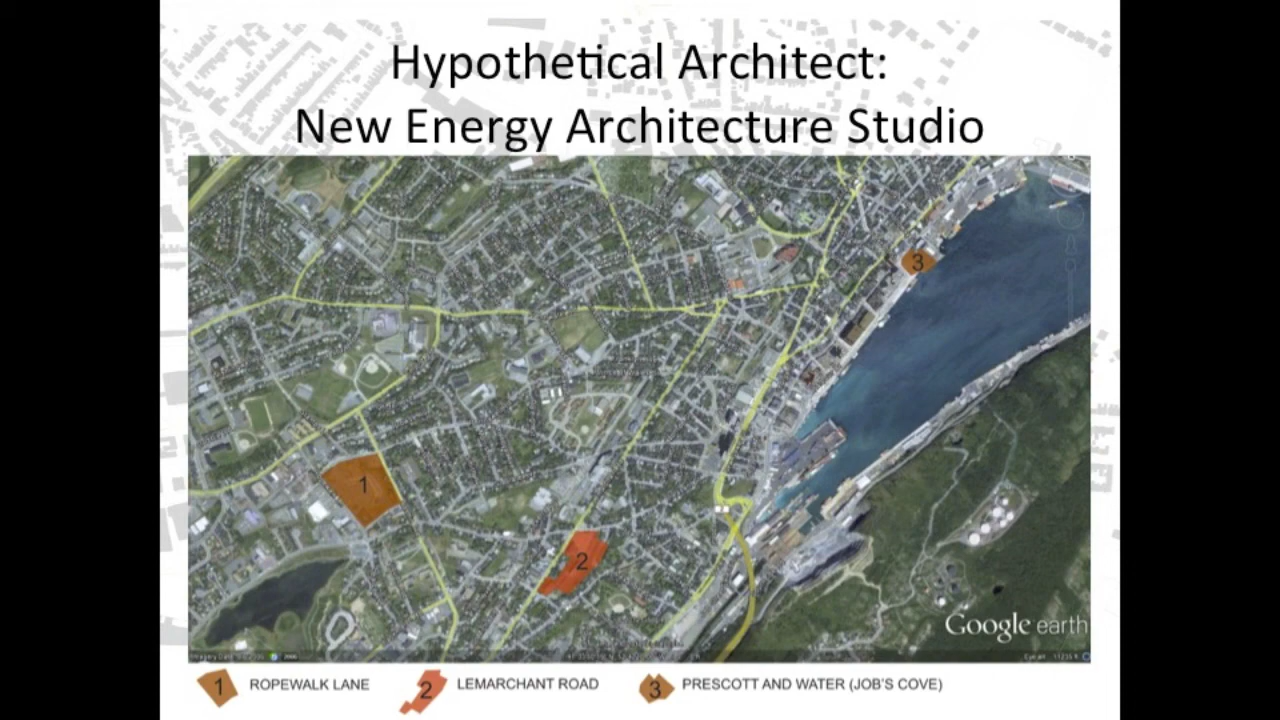 Hypothetical Architect:
New Energy Architecture Studio
3
1
2
Google earth
1 ROPEWALK LANE 2 LEMARCHANT ROAD 3 PRESCOTT AND WATER (JOB'S COVE)